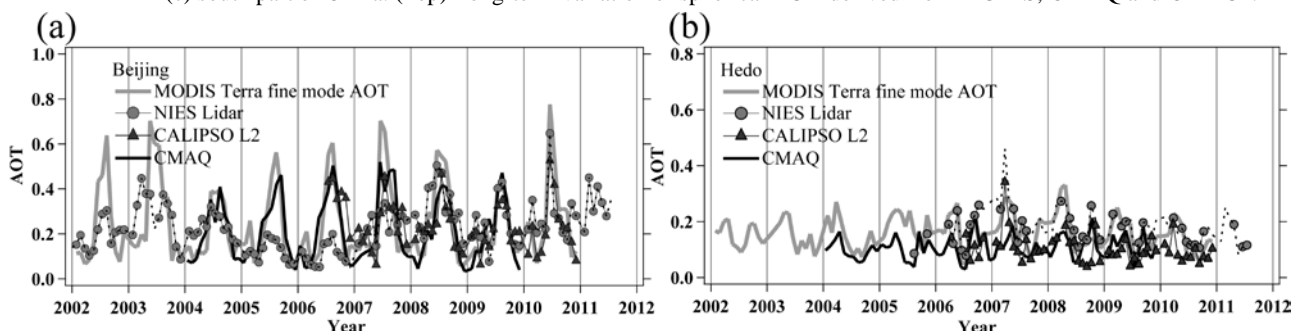 (a) (b)
1.0 0.8
Beijing Hedo
MODIS Terra fine mode AOT MODIS Terra fine mode AOT
0.8 NIES Lidar 0.6 NIES Lidar
CALIPSO L2 CALIPSO L2
0.6 CMAQ CMAQ
AOT AOT
0.4 0.4
0.2 0.2
0.0 0.0
2002 2003 2004 2005 2006 2007 2008 2009 2010 2011 2012 2002 2003 2004 2005 2006 2007 2008 2009 2010 2011 2012
Year Year